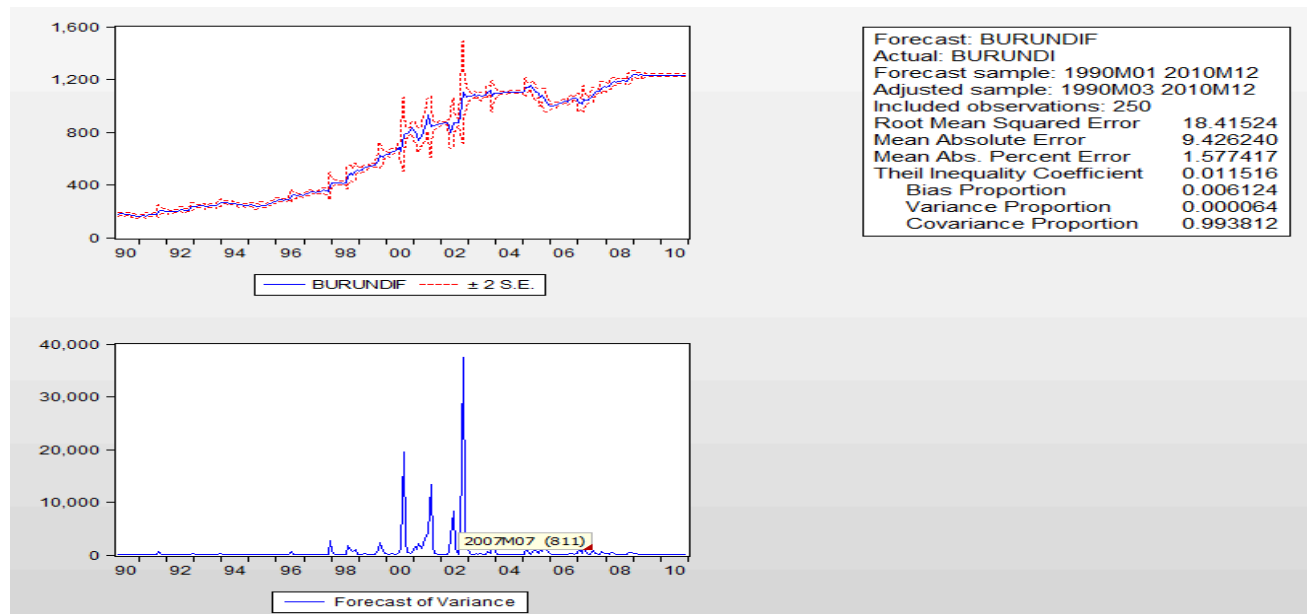 1,600
1,200
800
400
0
90 92 94 96 98 00 02 04 06 08 10
BURUNDIF ± 2 S.E.
Forecast: BURUNDIF
Actual: BURUNDI
Forecast sample: 1990M01 2010M12
Adjusted sample: 1990M03 2010M12
Included observations: 250
Root Mean Squared Error 18.41524
Mean Absolute Error 9.426240
Mean Abs. Percent Error 1.577417
Theil Inequality Coefficient 0.011516
Bias Proportion 0.006124
Variance Proportion 0.000064
Covariance Proportion 0.993812
40,000
30,000
20,000
10,000
0
2007M07 (811)
90 92 94 96 98 00 02 04 06 08 10
Forecast of Variance